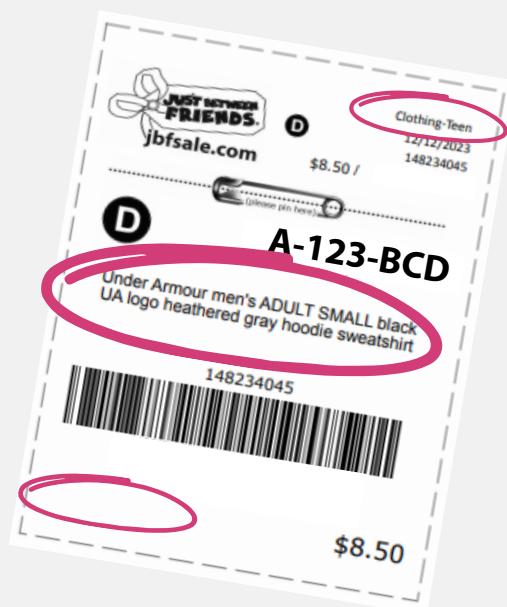 JUST BETWEEN
FRIENDS.
jbfsale.com
D
Clothing-Teen
12/12/2023
$8.50 /
148234045
(please pin here)
D
A-123-BCD
Under Armour men's ADULT SMALL black
UA logo heathered gray hoodie sweatshirt
148234045
$8.50